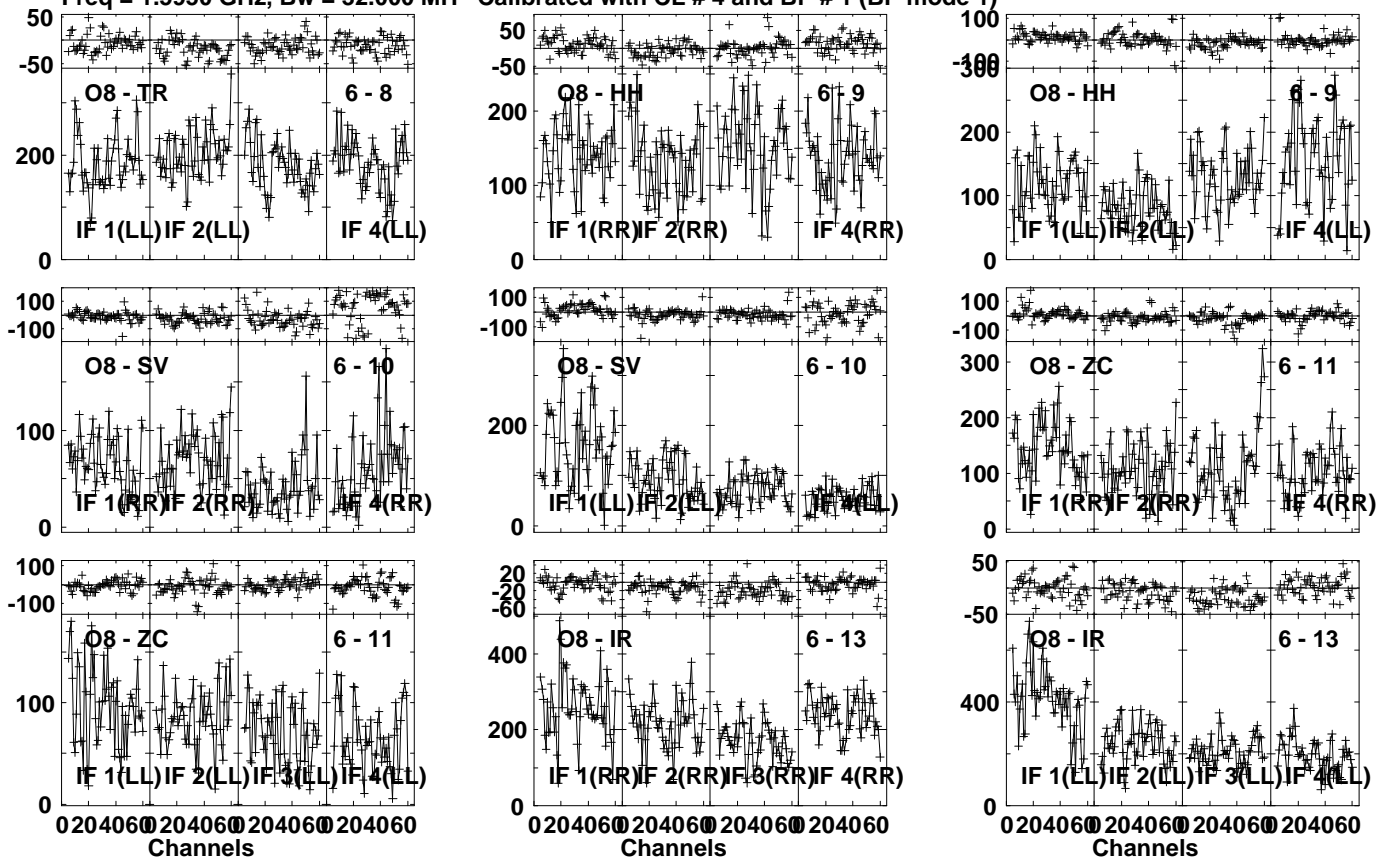 Calibrated with CL # 4 and BP # 1 (BP mode 1)
50
-50
O8 - TR 6 - 8
200
IF 1(LL) IF 2(LL) IF 4(LL)
0
50
-50
O8 - HH 6 - 9
200
100
IF 1(RR) IF 2(RR) IF 4(RR)
0
100
-100
300
O8 - HH 6 - 9
200
100
IF 1(LL) IF 2(LL) IF 4(LL)
0
100
-100
O8 - SV 6 - 10
100
IF 1(RR) IF 2(RR) IF 4(RR)
0
100
-100
O8 - SV 6 - 10
200
IF 1(LL) IF 2(LL) IF 4(LL)
0
100
-100
300
O8 - ZC 6 - 11
200
100
IF 1(RR) IF 2(RR) IF 4(RR)
0
100
-100
O8 - ZC 6 - 11
100
IF 1(LL) IF 2(LL) IF 3(LL) IF 4(LL)
0
0 20 40 60 0 20 40 60 0 20 40 60 0 20 40 60
Channels
20
-20
-60
O8 - IR 6 - 13
400
200
IF 1(RR) IF 2(RR) IF 3(RR) IF 4(RR)
0
0 20 40 60 0 20 40 60 0 20 40 60 0 20 40 60
Channels
50
-50
O8 - IR 6 - 13
400
IF 1(LL) IF 2(LL) IF 3(LL) IF 4(LL)
0
0 20 40 60 0 20 40 60 0 20 40 60 0 20 40 60
Channels